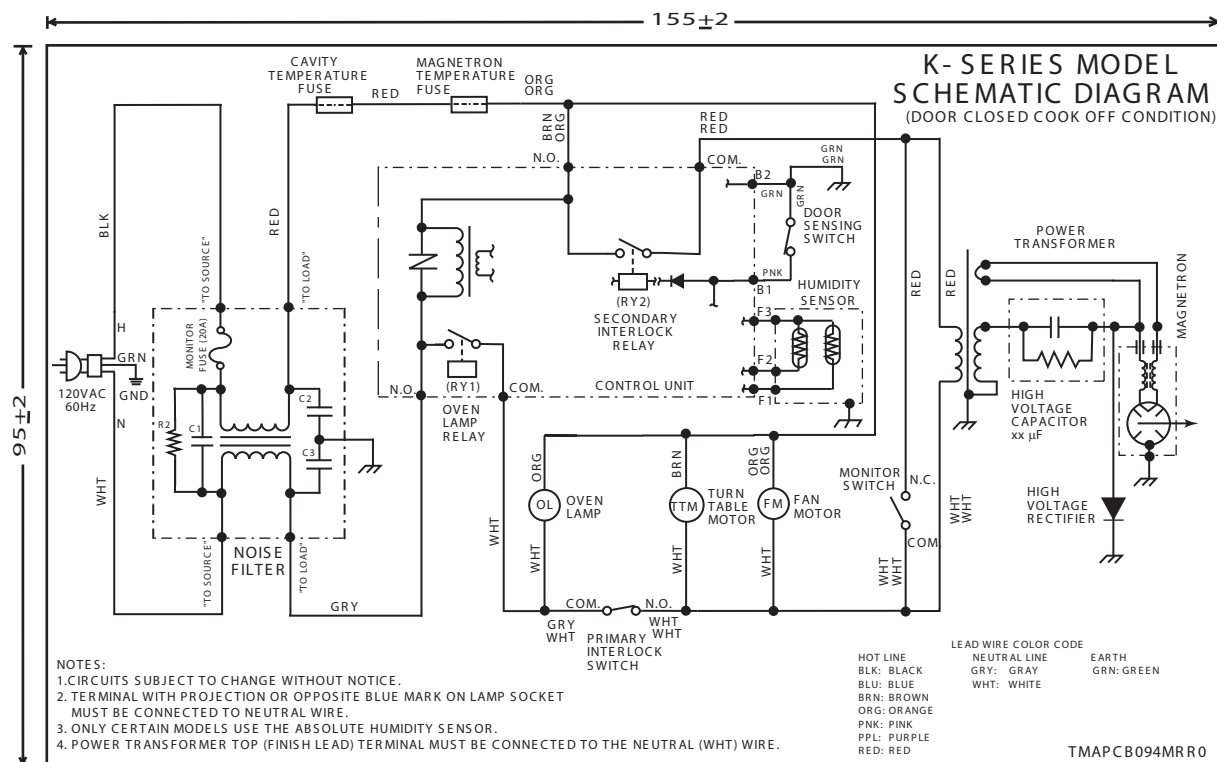 155±2
95±2
K- SERIES MODEL
SCHEMATIC DIAGRAM
(DOOR CLOSED COOK OFF CONDITION)
CAVITY
TEMPERATURE
FUSE
RED
MAGNETRON
TEMPERATURE
FUSE
ORG
ORG
BRN
ORG
RED
RED
N.O.
COM.
B2
GRN
GRN
GRN
GRN
DOOR
SENSING
SWITCH
PNK
B1
BLK
RED
"TO SOURCE"
"TO LOAD"
MONITOR
FUSE (20A)
H
GRN
GND
120VAC
60Hz
N
WHT
R2
C1
C2
C3
"TO SOURCE"
"TO LOAD"
NOISE
FILTER
GRY
(RY2)
SECONDARY
INTERLOCK
RELAY
HUMIDITY
SENSOR
F3
F2
F1
(RY1)
N.O.
COM.
CONTROL UNIT
OVEN
LAMP
RELAY
RED
RED
POWER
TRANSFORMER
MAGNETRON
HIGH
VOLTAGE
CAPACITOR
xx µF
HIGH
VOLTAGE
RECTIFIER
ORG
OL
OVEN
LAMP
WHT
WHT
BRN
TTM
TURN
TABLE
MOTOR
WHT
ORG
ORG
FM
FAN
MOTOR
WHT
MONITOR
SWITCH
N.C.
COM.
WHT
WHT
WHT
WHT
COM.
N.O.
GRY
WHT
WHT
WHT
PRIMARY
INTERLOCK
SWITCH
NOTES:
1.CIRCUITS SUBJECT TO CHANGE WITHOUT NOTICE.
2. TERMINAL WITH PROJECTION OR OPPOSITE BLUE MARK ON LAMP SOCKET
MUST BE CONNECTED TO NEUTRAL WIRE.
3. ONLY CERTAIN MODELS USE THE ABSOLUTE HUMIDITY SENSOR.
4. POWER TRANSFORMER TOP (FINISH LEAD) TERMINAL MUST BE CONNECTED TO THE NEUTRAL (WHT) WIRE.
LEAD WIRE COLOR CODE
HOT LINE NEUTRAL LINE EARTH
BLK: BLACK GRY: GRAY GRN: GREEN
BLU: BLUE WHT: WHITE
BRN: BROWN
ORG: ORANGE
PNK: PINK
PPL: PURPLE
RED: RED
TMAPCB094MRR0